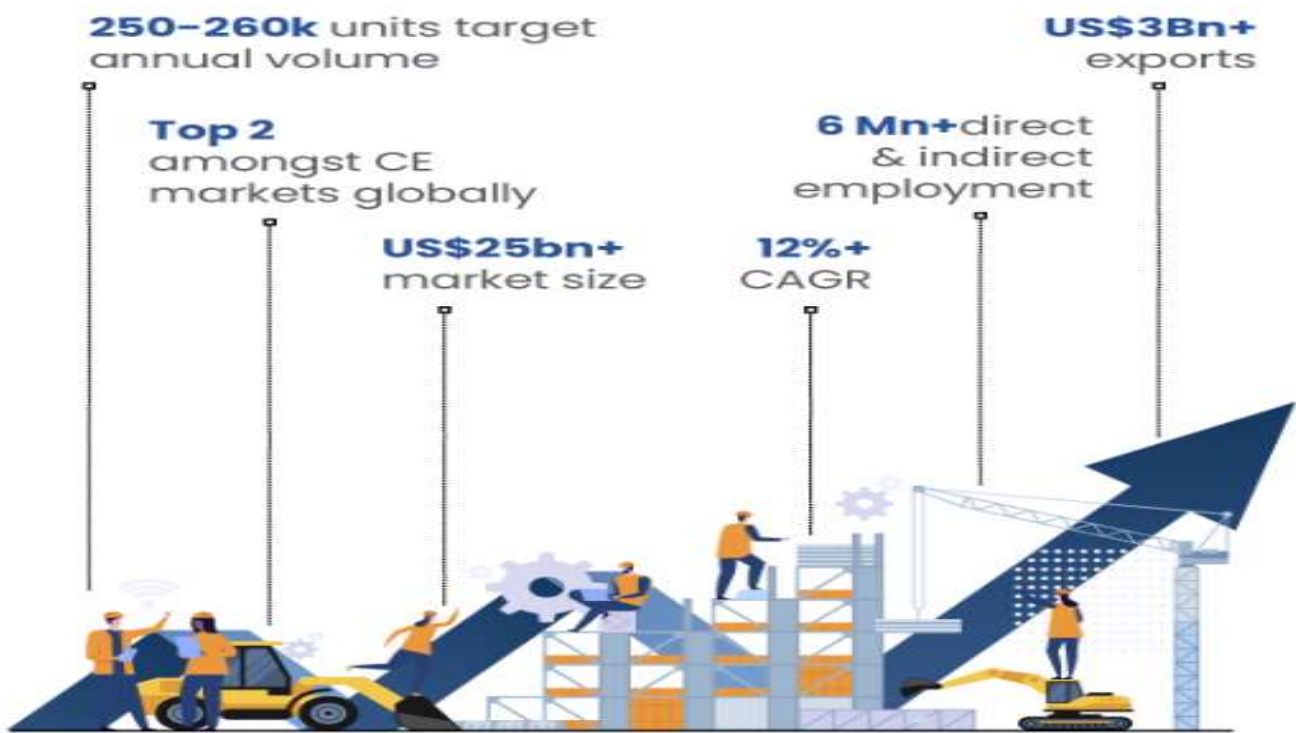 250-260k units target
annual volume
Top 2
amongst CE
markets globally
US$25bn+
market size
12%+
CAGR
6 Mn+direct
& indirect
employment
US$3Bn+
exports